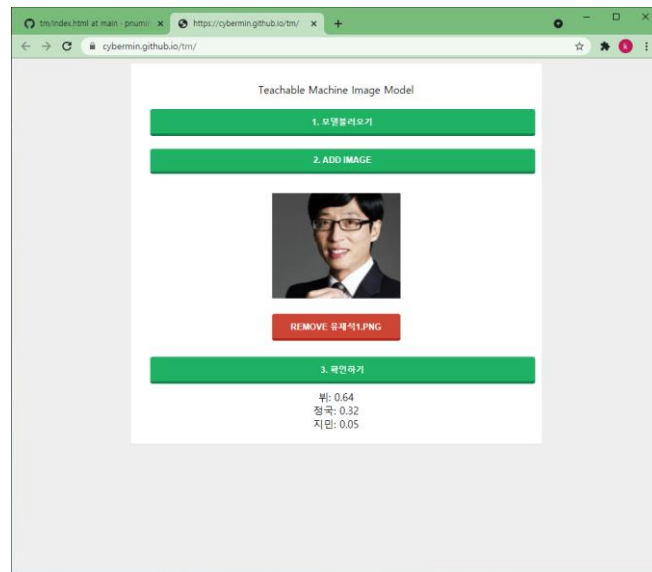 tm/index.html at main · pnumin
https://cybermin.github.io/tm/
cybermin.github.io/tm/
k
Teachable Machine Image Model
1. 모델불러오기
2. ADD IMAGE
REMOVE 유재석1.PNG
3. 확인하기
뷔: 0.64
정국: 0.32
지민: 0.05